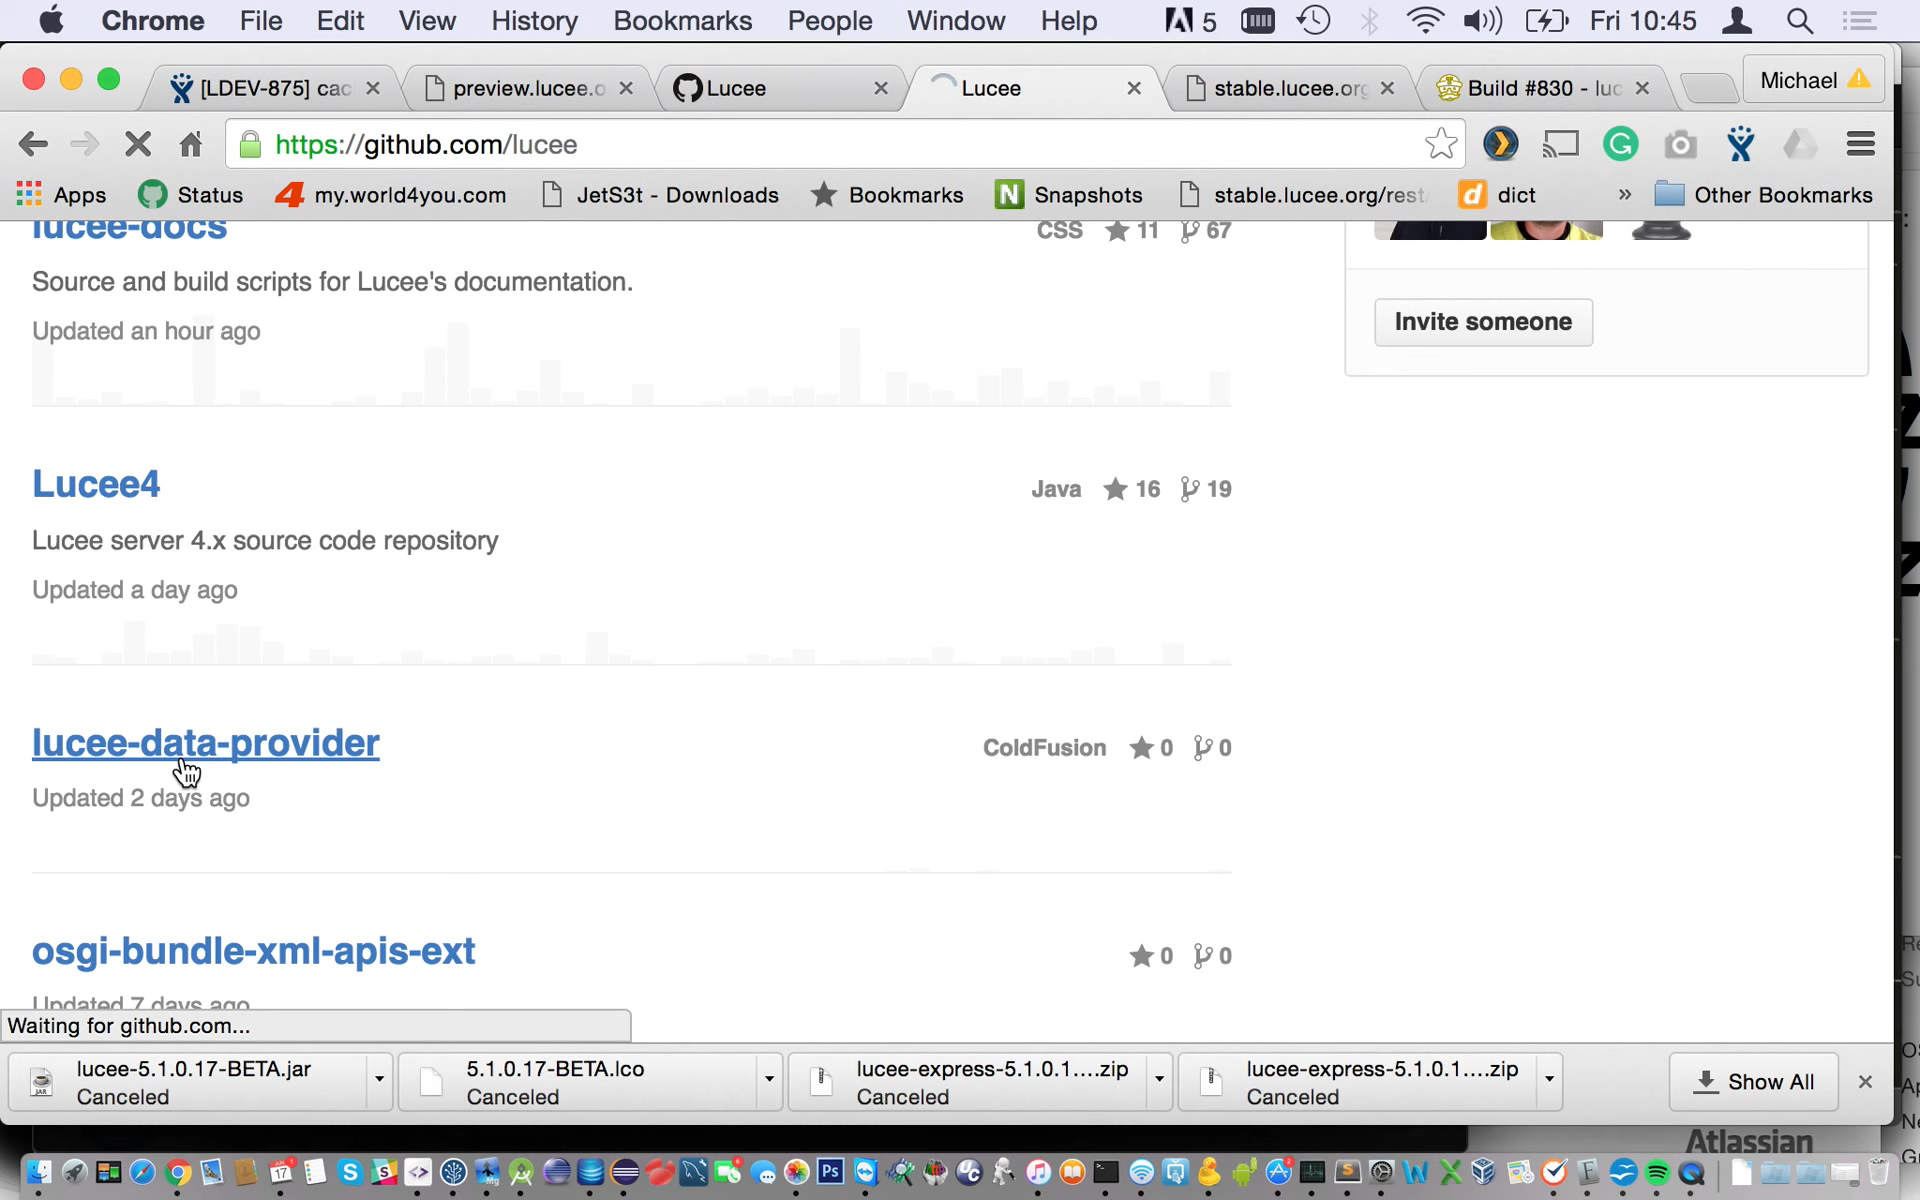 Chrome File Edit View History Bookmarks People Window Help 5 Fri 10:45
[LDEV-875] cac preview.lucee.o Lucee Lucee stable.lucee.org Build #830 - luc Michael
https://github.com/lucee
Apps Status my.world4you.com JetS3t - Downloads Bookmarks Snapshots stable.lucee.org/rest dict » Other Bookmarks
lucee-docs CSS 11 67
Source and build scripts for Lucee's documentation.
Updated an hour ago
Invite someone
Lucee4 Java 16 19
Lucee server 4.x source code repository
Updated a day ago
lucee-data-provider ColdFusion 0 0
Updated 2 days ago
osgi-bundle-xml-apis-ext 0 0
Updated 7 days ago
Waiting for github.com...
lucee-5.1.0.17-BETA.jar 5.1.0.17-BETA.lco lucee-express-5.1.0.1....zip lucee-express-5.1.0.1....zip Show All
Canceled Canceled Canceled Canceled
Atlassian